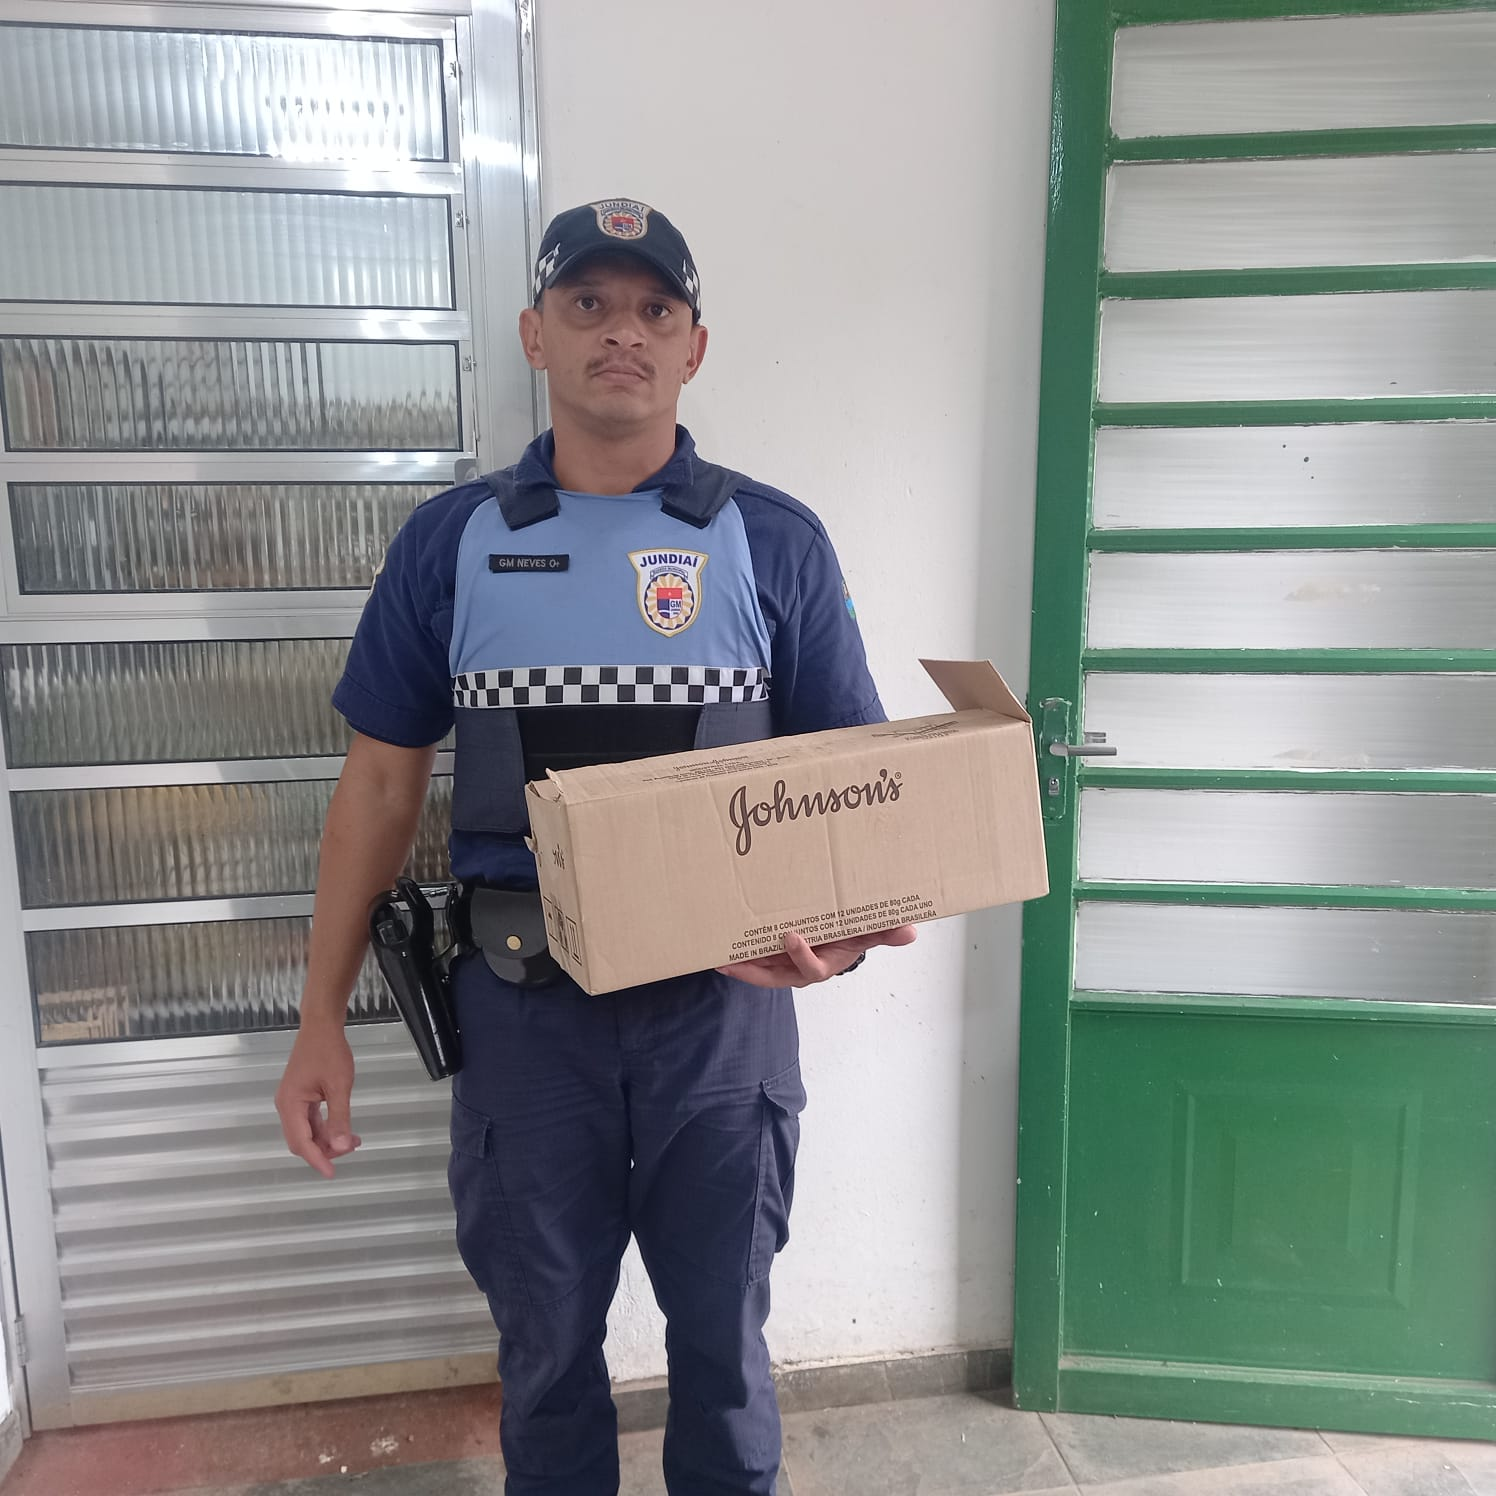 JUNDIAÍ
GM NEVES O+
JUNDIAÍ
GM
Johnson's®
CONTÉM 8 CONJUNTOS COM 12 UNIDADES DE 80g CADA
CONTENIDO 8 CONJUNTOS CON 12 UNIDADES DE 80g CADA UNO
MADE IN BRAZIL / INDÚSTRIA BRASILEIRA / INDUSTRIA BRASILEÑA